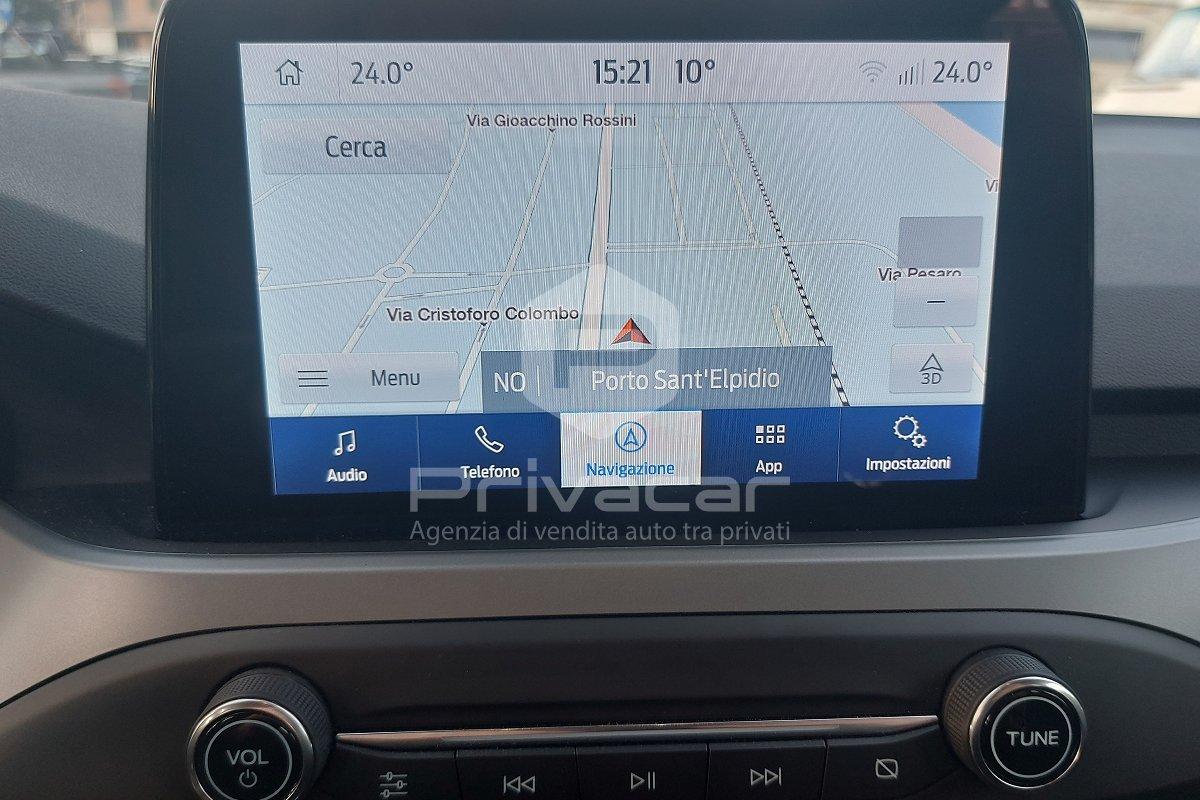 24.0° 15:21 10° 24.0°
Via Gioacchino Rossini
Cerca
Vi
Via Pesaro
Via Cristoforo Colombo
3D
Menu
NO Porto Sant'Elpidio
Audio Telefono Navigazione App Impostazioni
Privacar
Agenzia di vendita auto tra privati
VOL TUNE